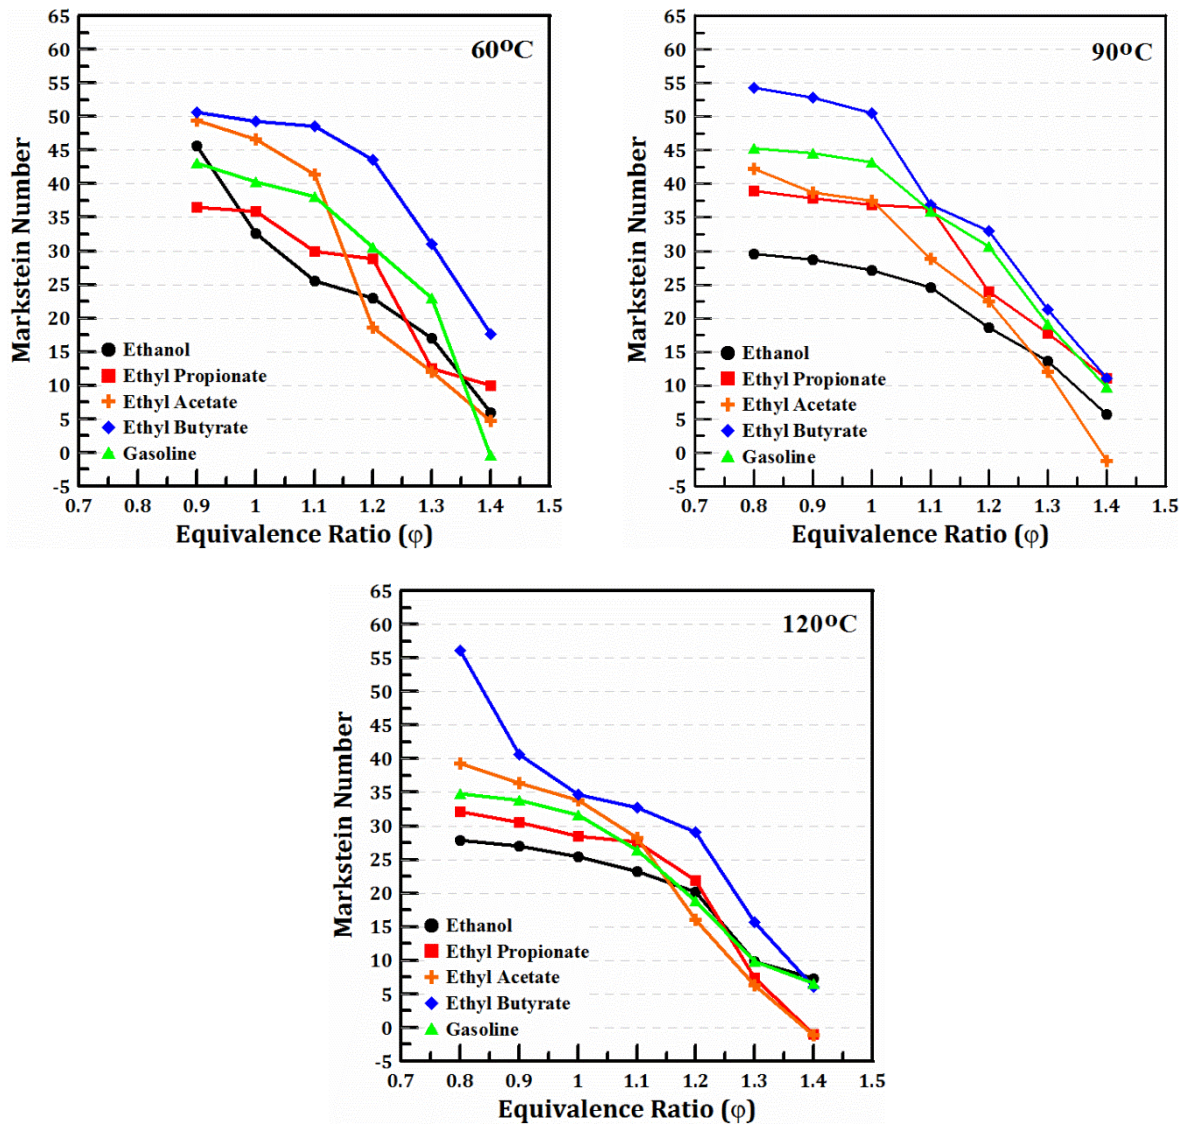 60°C
Markstein Number
65
60
55
50
45
40
35
30
25
20
15
10
5
0
-5
Ethanol
Ethyl Propionate
Ethyl Acetate
Ethyl Butyrate
Gasoline
0.7 0.8 0.9 1 1.1 1.2 1.3 1.4 1.5
Equivalence Ratio (φ)
90°C
Markstein Number
65
60
55
50
45
40
35
30
25
20
15
10
5
0
-5
Ethanol
Ethyl Propionate
Ethyl Acetate
Ethyl Butyrate
Gasoline
0.7 0.8 0.9 1 1.1 1.2 1.3 1.4 1.5
Equivalence Ratio (φ)
120°C
Markstein Number
65
60
55
50
45
40
35
30
25
20
15
10
5
0
-5
Ethanol
Ethyl Propionate
Ethyl Acetate
Ethyl Butyrate
Gasoline
0.7 0.8 0.9 1 1.1 1.2 1.3 1.4 1.5
Equivalence Ratio (φ)